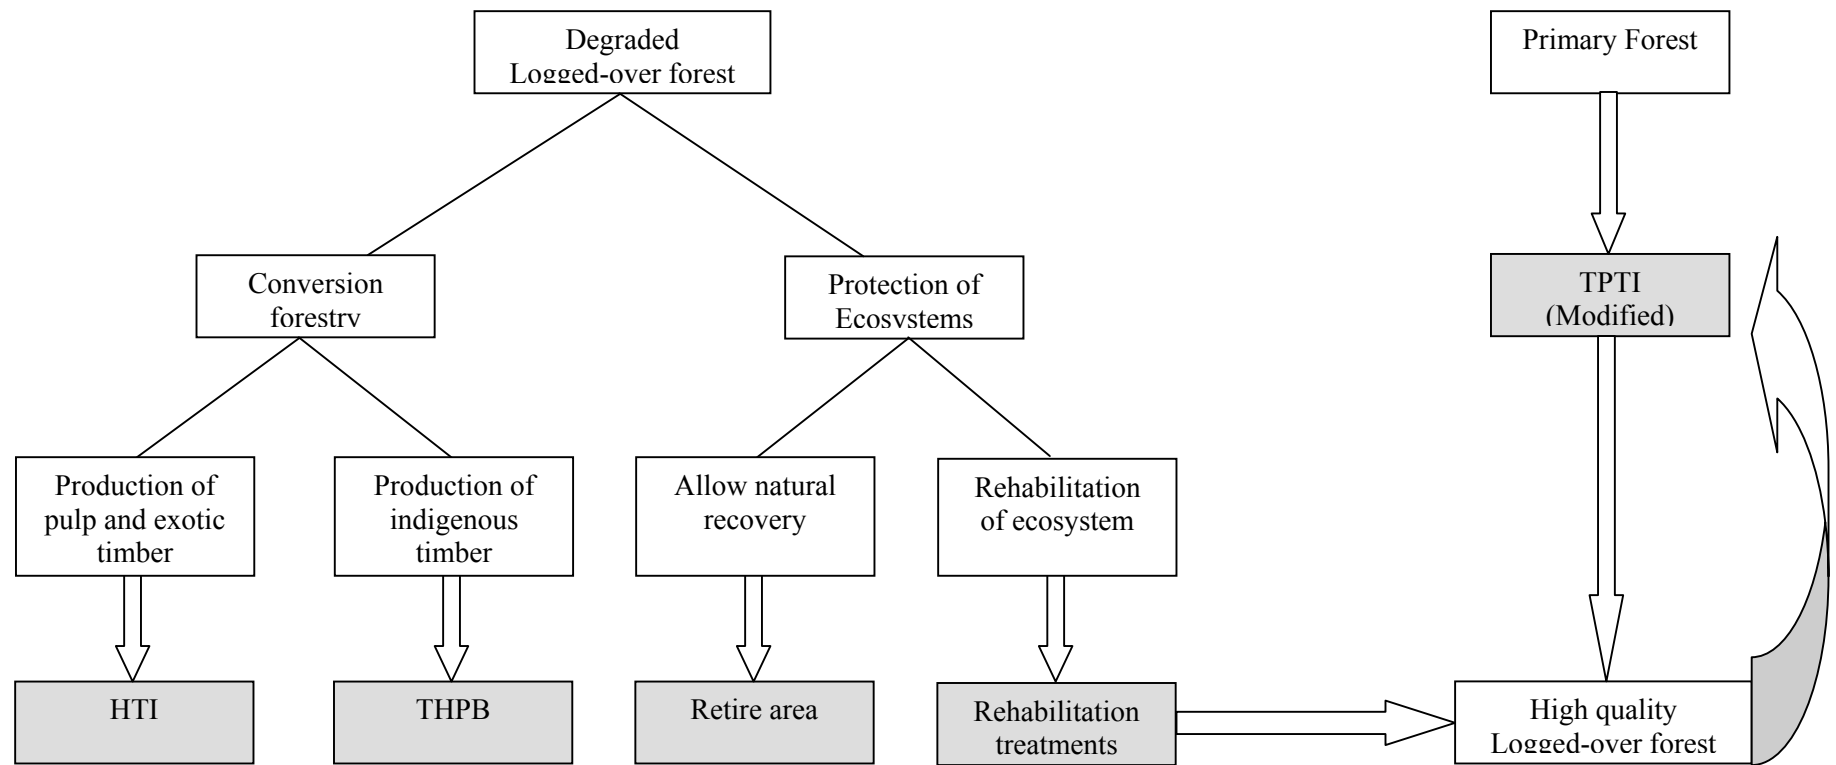 Degraded
Logged-over forest
Primary Forest
Conversion
forestry
Protection of
Ecosystems
TPTI
(Modified)
Production of
pulp and exotic
timber
Production of
indigenous
timber
Allow natural
recovery
Rehabilitation
of ecosystem
HTI
THPB
Retire area
Rehabilitation
treatments
High quality
Logged-over forest